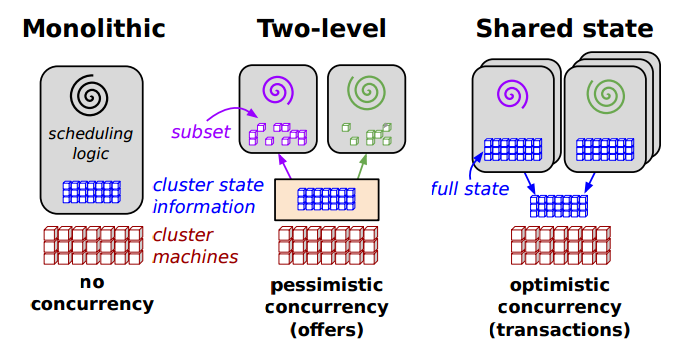 Monolithic
Two-level
Shared state
scheduling
logic
subset
cluster state
information
full state
cluster
machines
no
concurrency
pessimistic
concurrency
(offers)
optimistic
concurrency
(transactions)